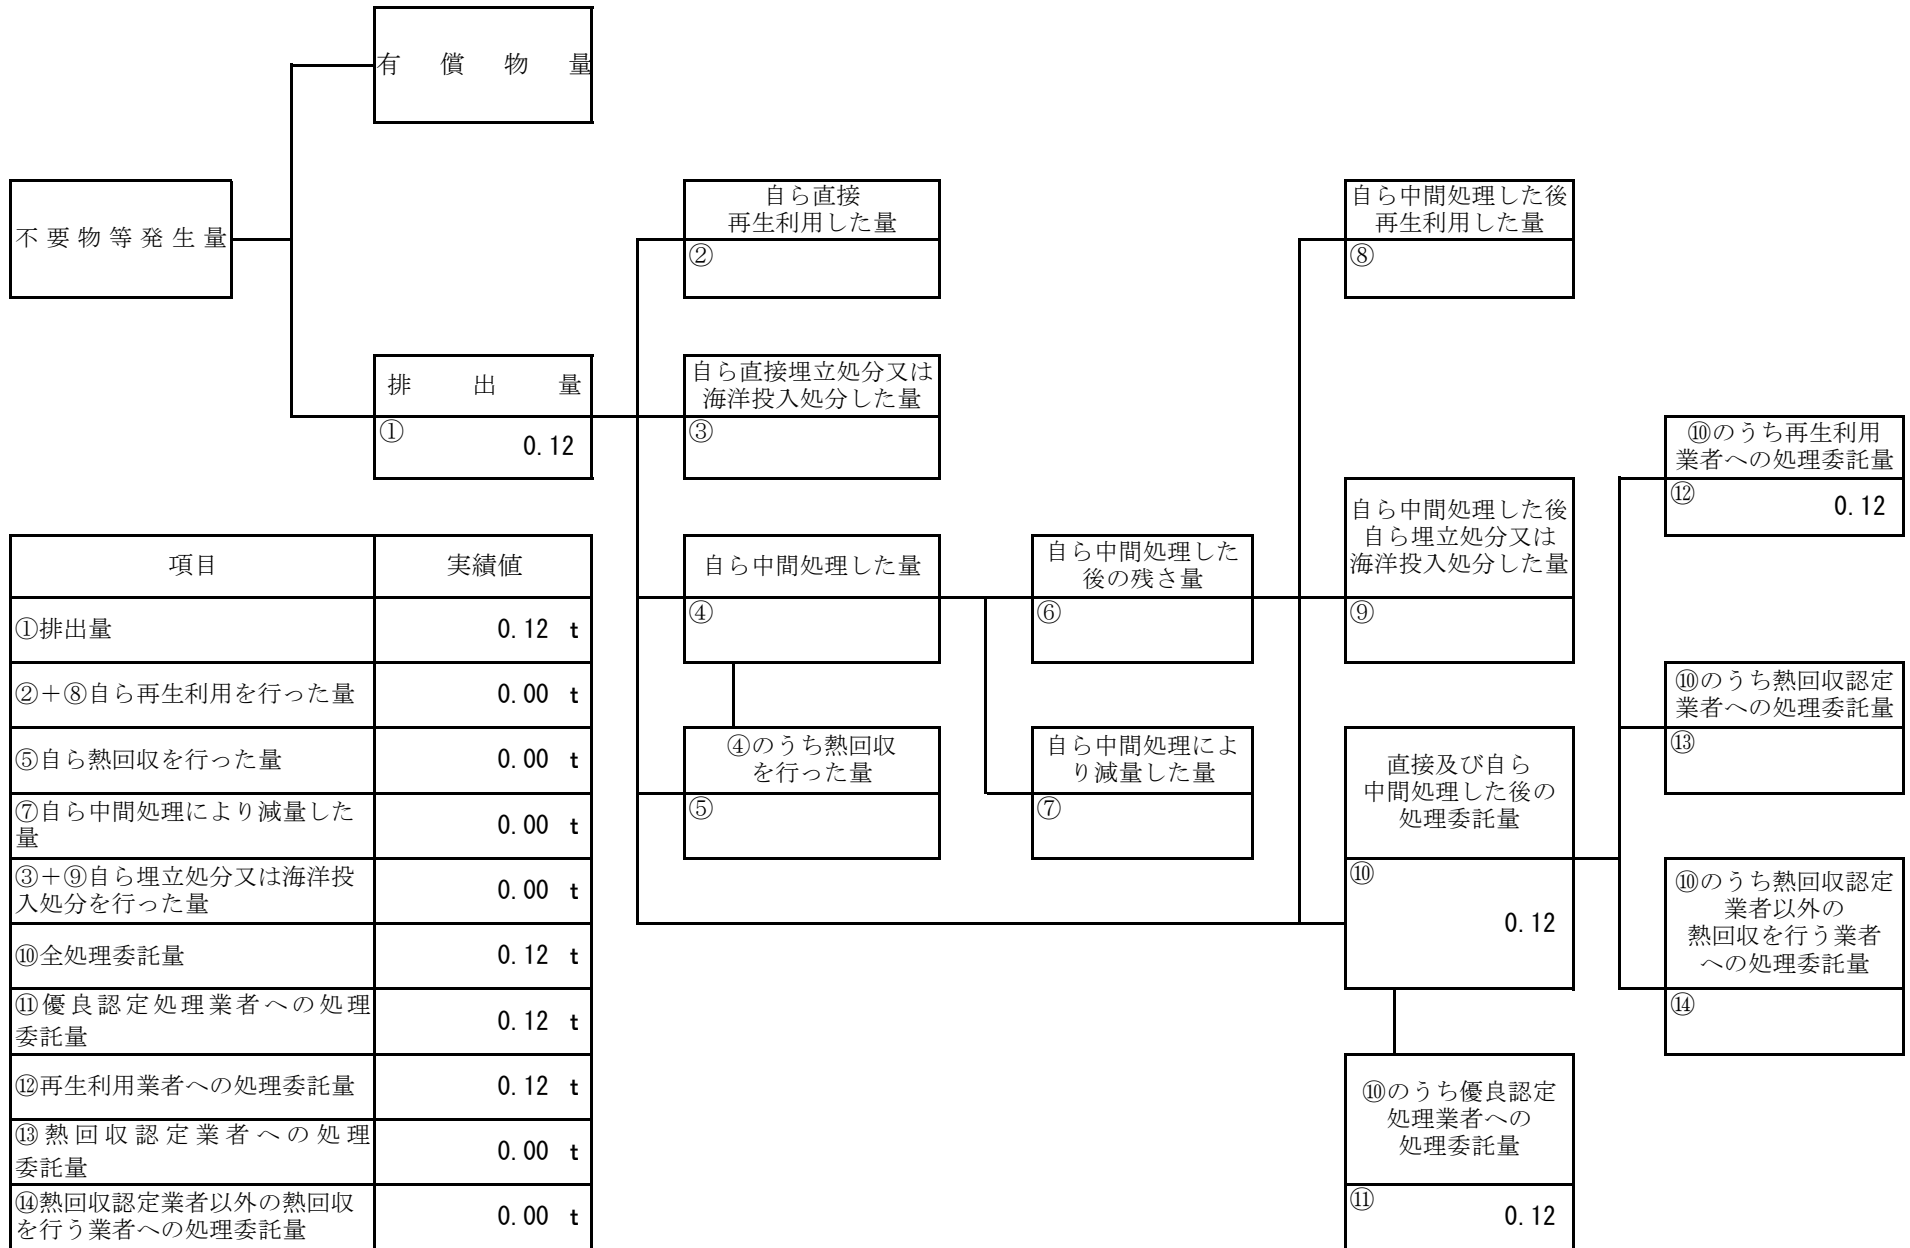 有償物量
不要物等発生量
自ら直接
再生利用した量
②
自ら中間処理した後
再生利用した量
⑧
排出量
①
0.12
自ら直接埋立処分又は
海洋投入処分した量
③
⑩のうち再生利用
業者への処理委託量
⑫
0.12
自ら中間処理した量
④
自ら中間処理した
後の残さ量
⑥
自ら中間処理した後
自ら埋立処分又は
海洋投入処分した量
⑨
⑩のうち熱回収認定
業者への処理委託量
⑬
④のうち熱回収
を行った量
⑤
自ら中間処理によ
り減量した量
⑦
直接及び自ら
中間処理した後の
処理委託量
⑩
0.12
⑩のうち熱回収認定
業者以外の
熱回収を行う業者
への処理委託量
⑭
⑩のうち優良認定
処理業者への
処理委託量
⑪
0.12
項目 実績値
①排出量 0.12 t
②＋⑧自ら再生利用を行った量 0.00 t
⑤自ら熱回収を行った量 0.00 t
⑦自ら中間処理により減量した
量 0.00 t
③＋⑨自ら埋立処分又は海洋投
入処分を行った量 0.00 t
⑩全処理委託量 0.12 t
⑪優良認定処理業者への処理
委託量 0.12 t
⑫再生利用業者への処理委託量 0.12 t
⑬熱回収認定業者への処理
委託量 0.00 t
⑭熱回収認定業者以外の熱回収
を行う業者への処理委託量 0.00 t